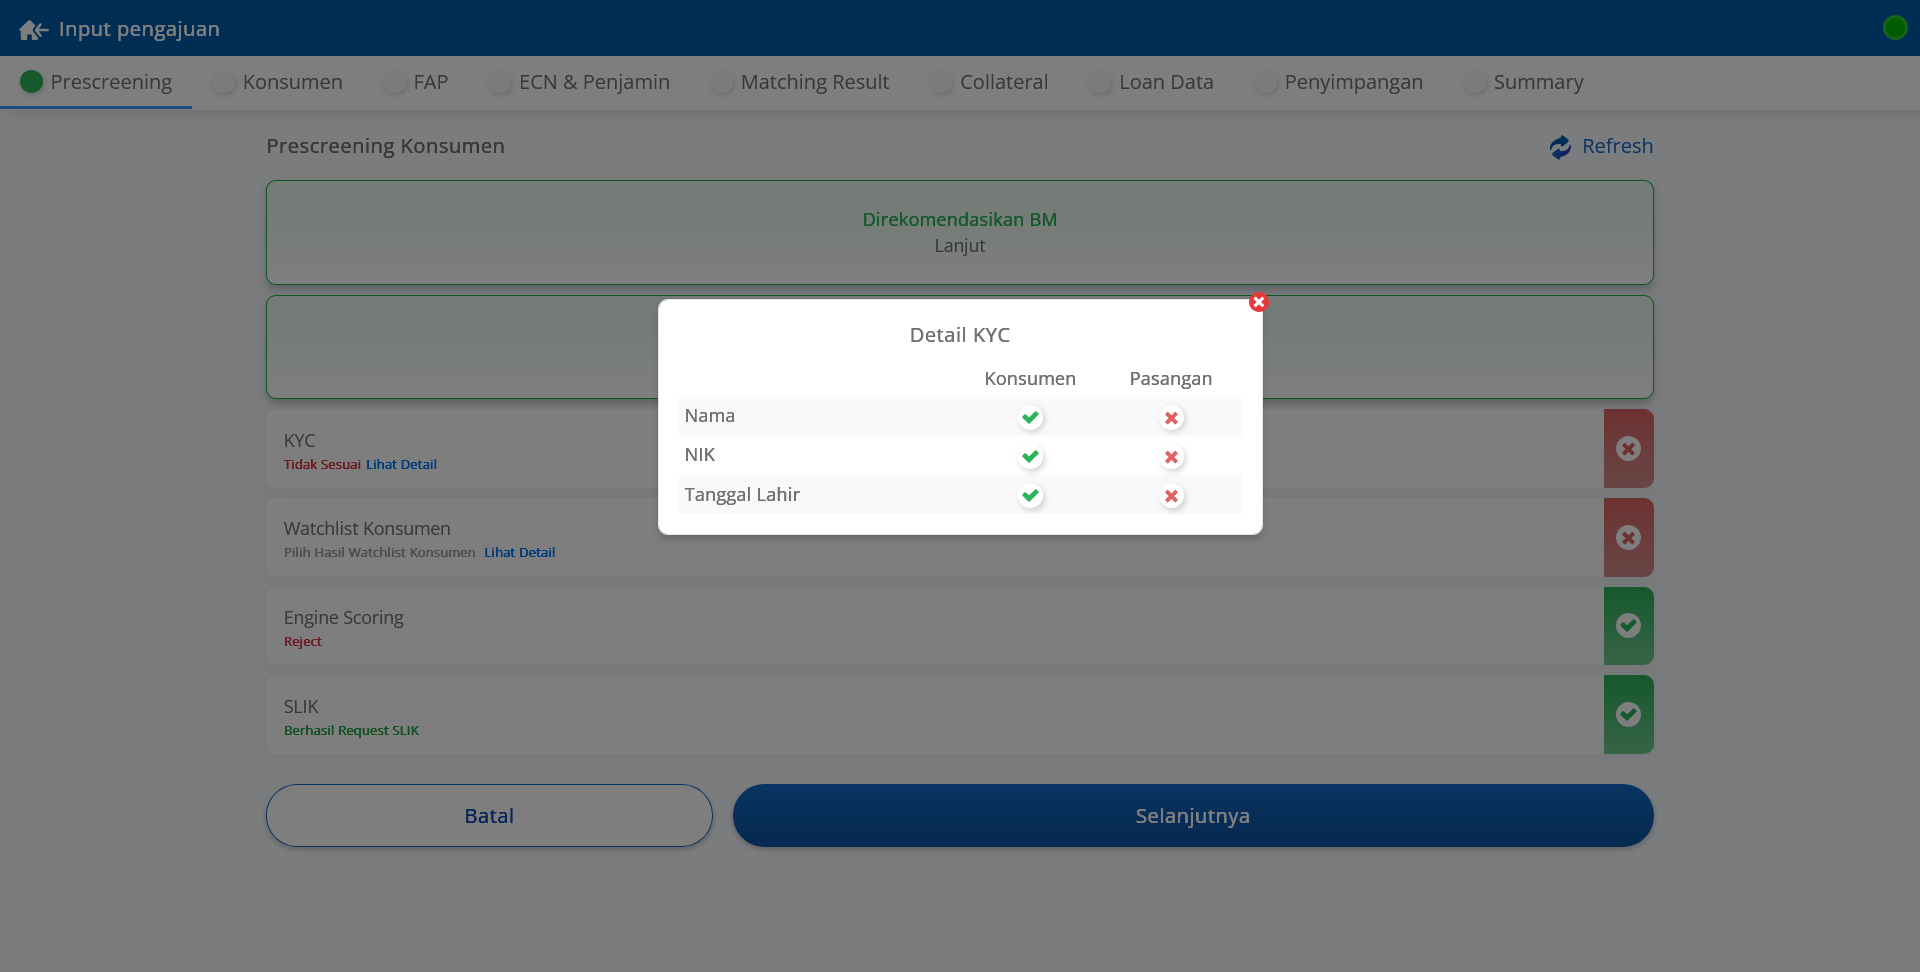 Input pengajuan
Prescreening Konsumen FAP ECN & Penjamin Matching Result Collateral Loan Data Penyimpangan Summary
Prescreening Konsumen
Refresh
Direkomendasikan BM
Lanjut
Detail KYC
Konsumen Pasangan
Nama
NIK
Tanggal Lahir
KYC
Tidak Sesuai Lihat Detail
Watchlist Konsumen
Pilih Hasil Watchlist Konsumen Lihat Detail
Engine Scoring
Reject
SLIK
Berhasil Request SLIK
Batal
Selanjutnya